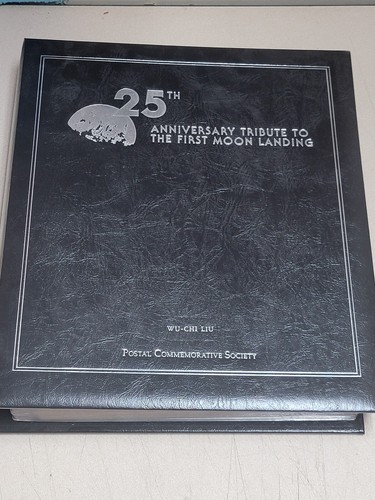 25TH
ANNIVERSARY TRIBUTE TO
THE FIRST MOON LANDING
WU-CHI LIU
POSTAL COMMEMORATIVE SOCIETY